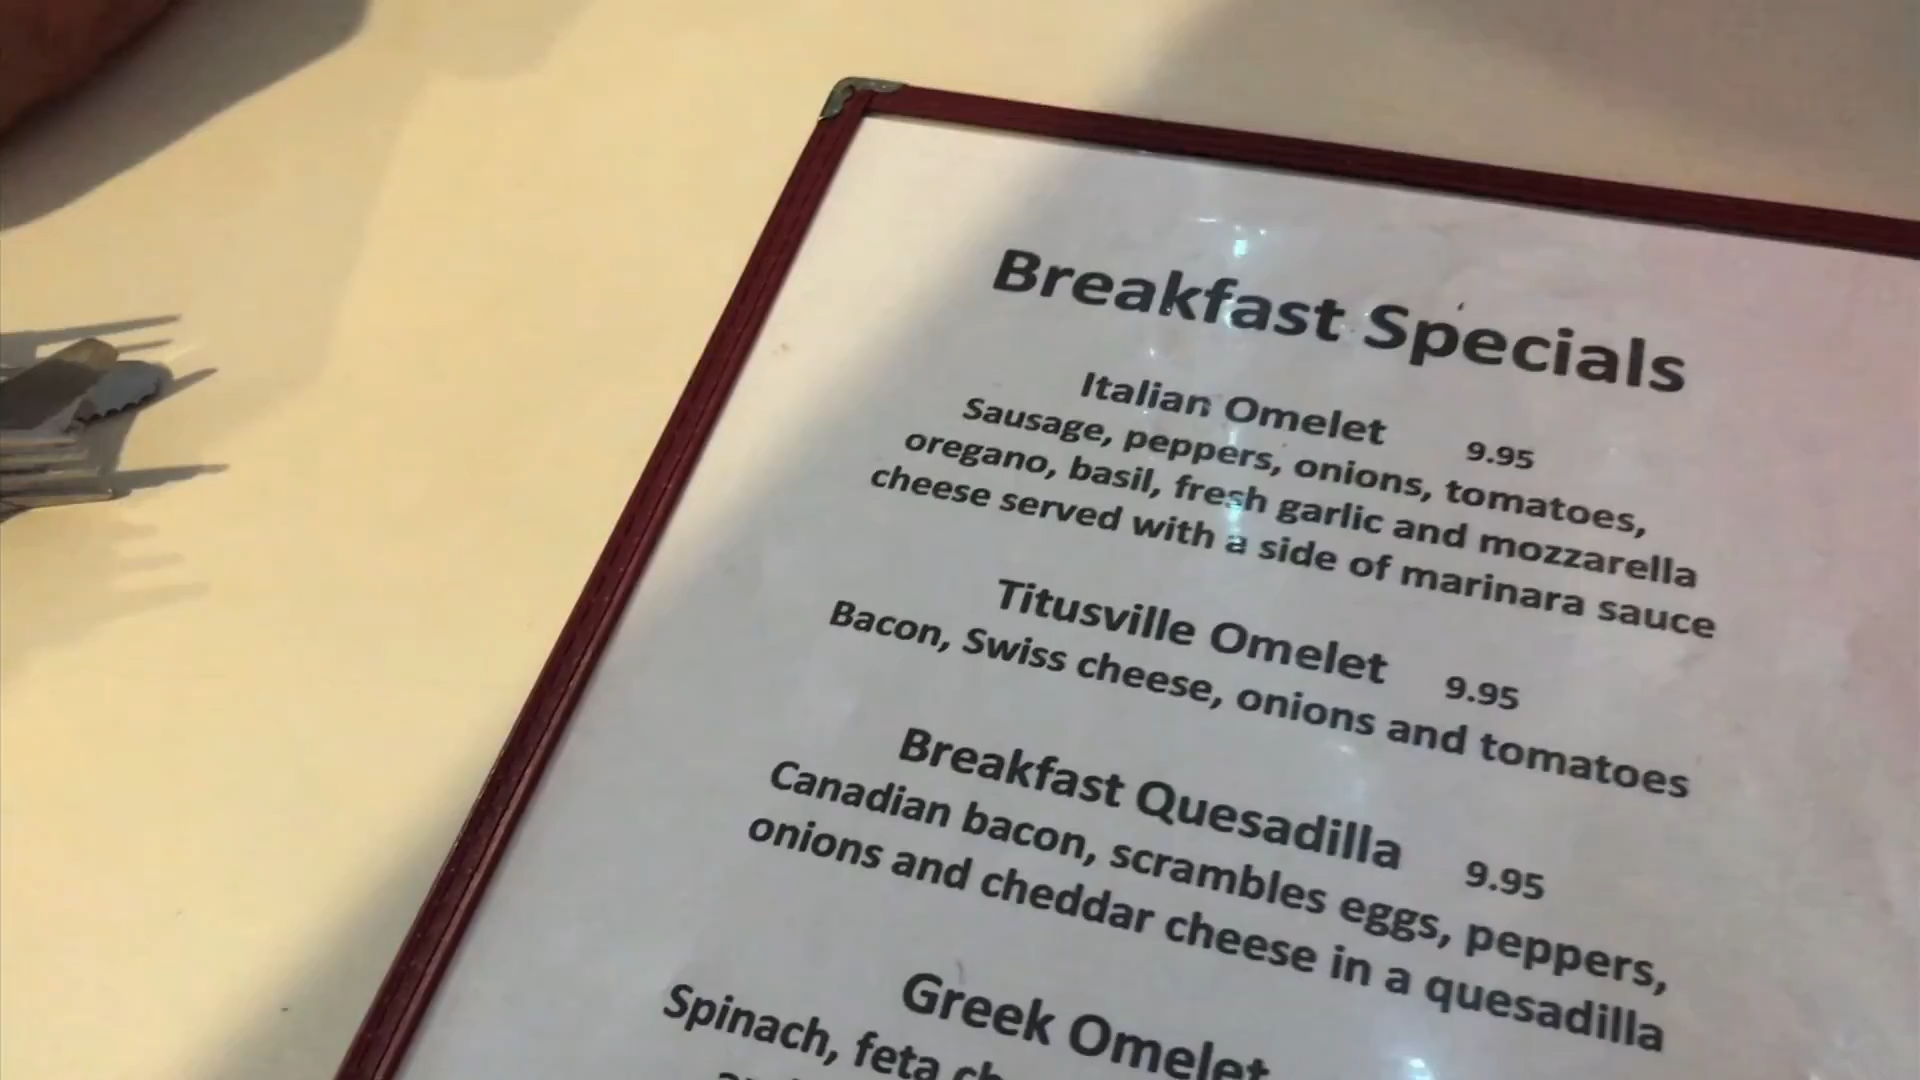 Breakfast Specials
Italian Omelet 9.95
Sausage, peppers, onions, tomatoes,
oregano, basil, fresh garlic and mozzarella
cheese served with a side of marinara sauce
Titusville Omelet 9.95
Bacon, Swiss cheese, onions and tomatoes
Breakfast Quesadilla 9.95
Canadian bacon, scrambles eggs, peppers,
onions and cheddar cheese in a quesadilla
Greek Omelet
Spinach, feta